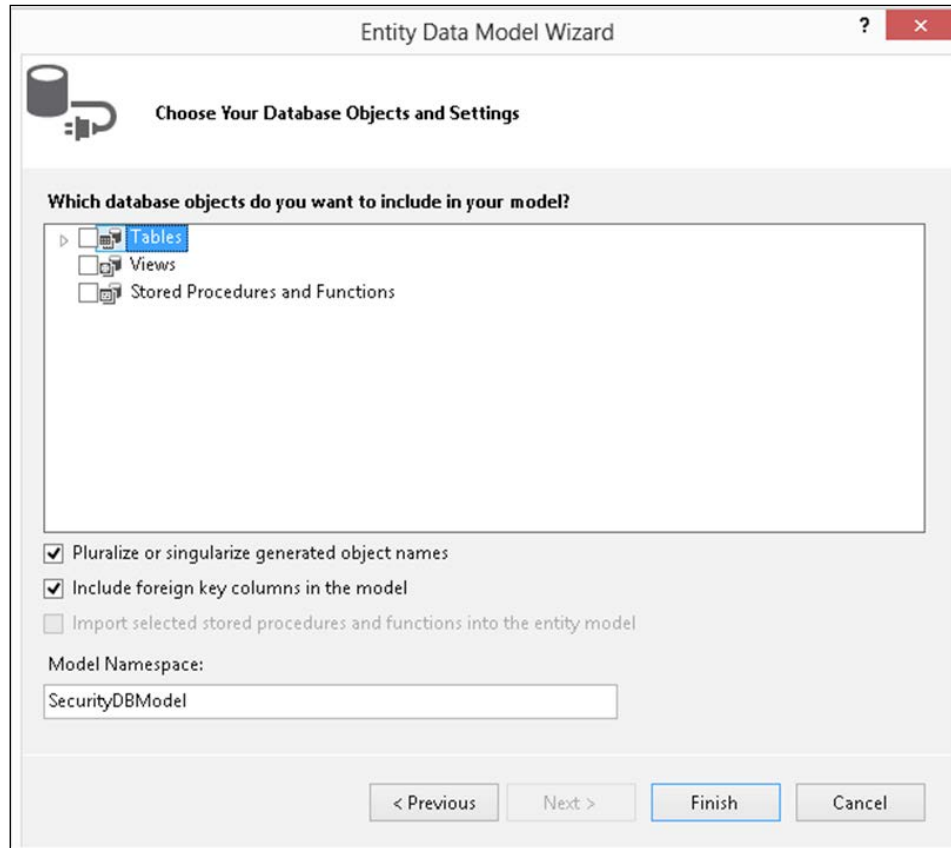 Entity Data Model Wizard
?
Choose Your Database Objects and Settings
Which database objects do you want to include in your model?
Tables
Views
Stored Procedures and Functions
Pluralize or singularize generated object names
Include foreign key columns in the model
Import selected stored procedures and functions into the entity model
Model Namespace:
SecurityDBModel
< Previous Next > Finish Cancel